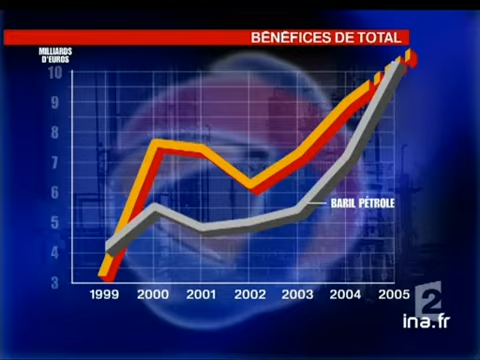 BÉNÉFICES DE TOTAL
MILLIARDS
D'EUROS
10
9
8
7
6
5
4
3
BARIL PÉTROLE
1999 2000 2001 2002 2003 2004 2005
2
ina.fr